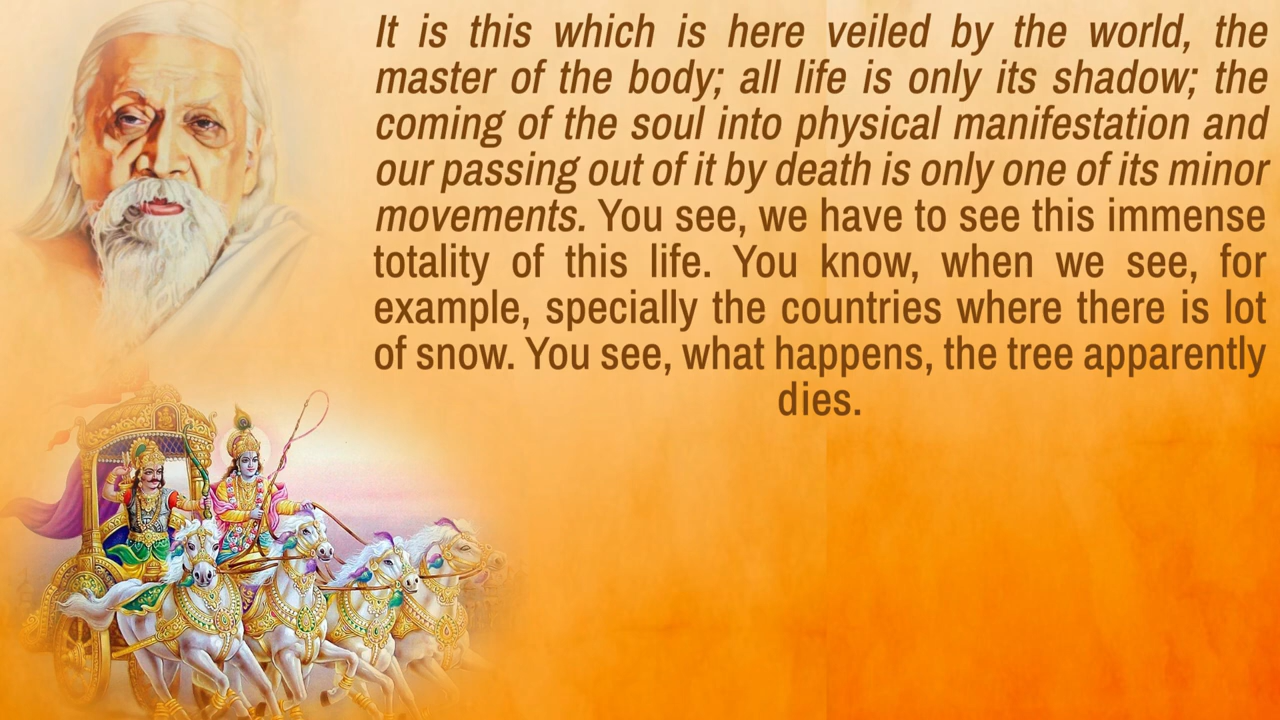 It is this which is here veiled by the world, the
master of the body; all life is only its shadow; the
coming of the soul into physical manifestation and
our passing out of it by death is only one of its minor
movements. You see, we have to see this immense
totality of this life. You know, when we see, for
example, specially the countries where there is lot
of snow. You see, what happens, the tree apparently
dies.